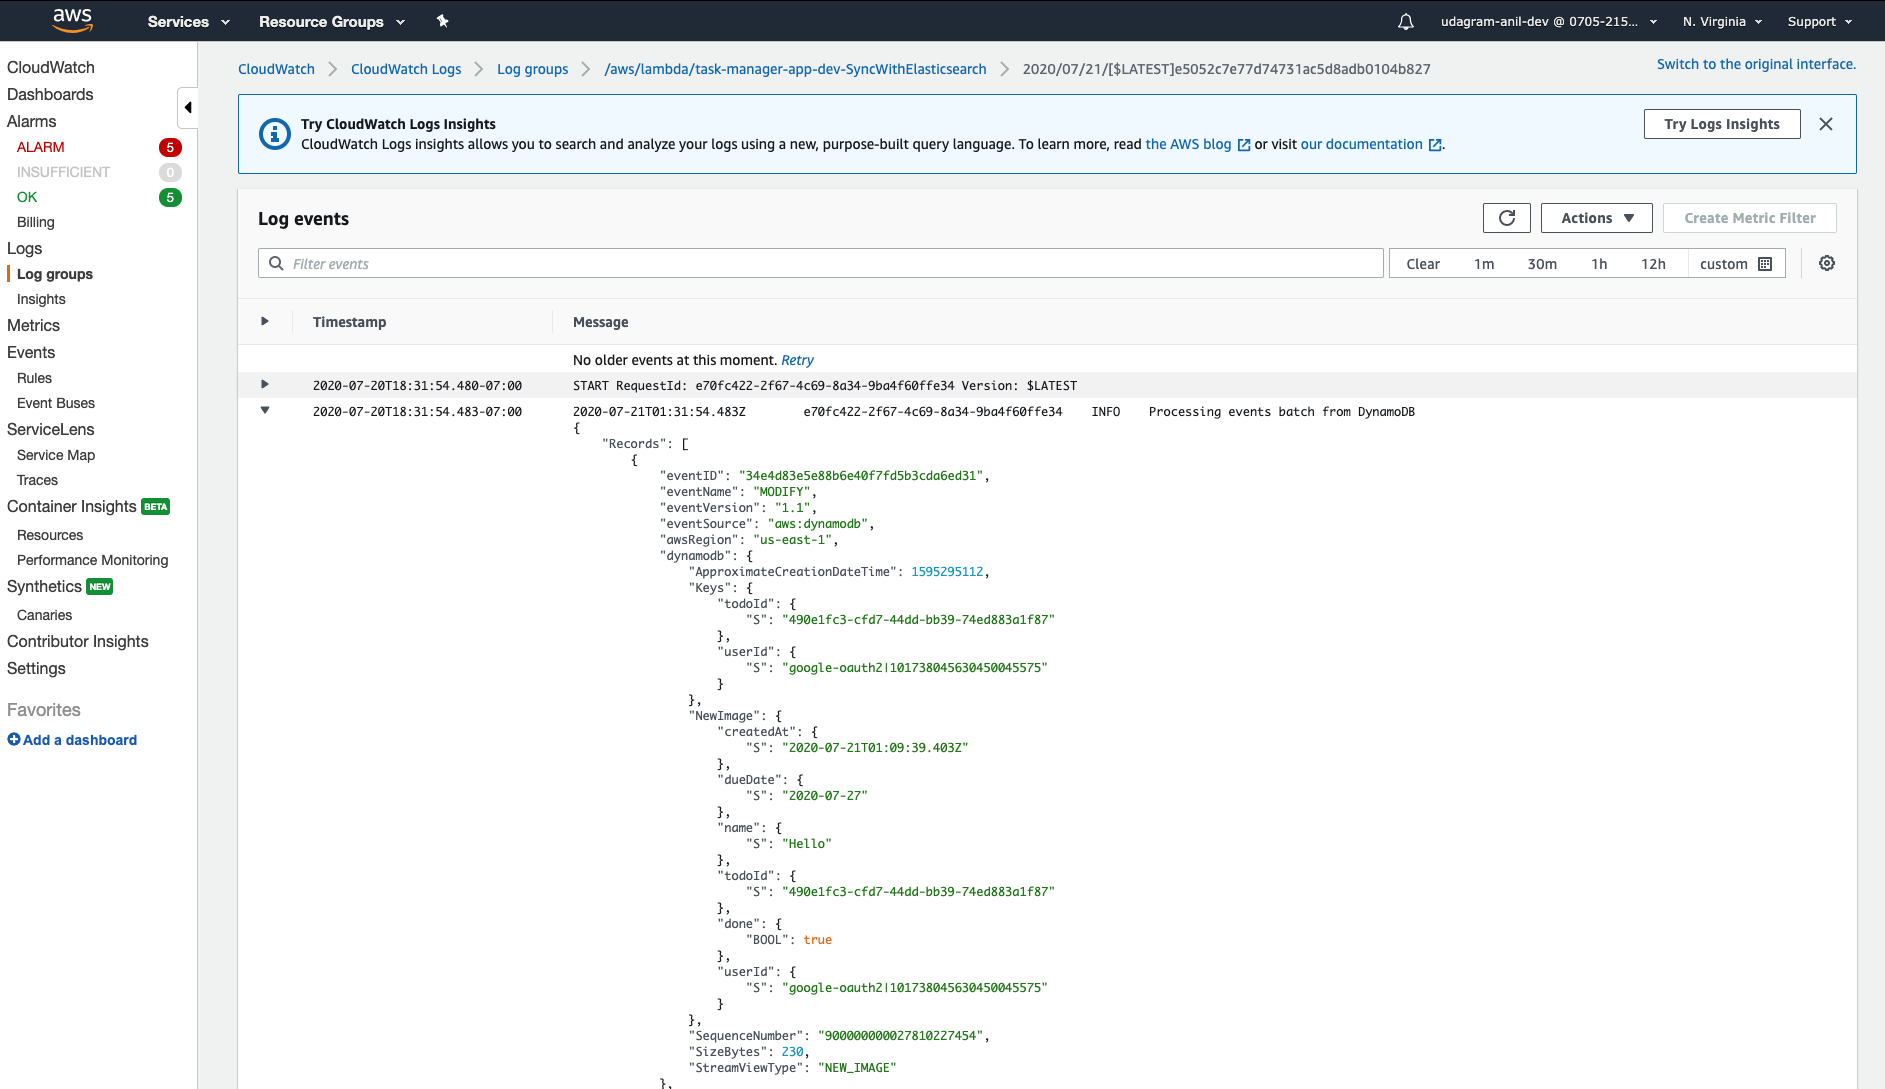 aws Services Resource Groups udagram-anil-dev @ 0705-215... N. Virginia Support
CloudWatch
Dashboards
Alarms
ALARM 5
INSUFFICIENT 0
OK 5
Billing
Logs
Log groups
Insights
Metrics
Events
Rules
Event Buses
ServiceLens
Service Map
Traces
Container Insights BETA
Resources
Performance Monitoring
Synthetics NEW
Canaries
Contributor Insights
Settings
Favorites
Add a dashboard
CloudWatch CloudWatch Logs Log groups /aws/lambda/task-manager-app-dev-SyncWithElasticsearch 2020/07/21/[$LATEST]e5052c7e77d74731ac5d8adb0104b827
Switch to the original interface.
Try CloudWatch Logs Insights
CloudWatch Logs insights allows you to search and analyze your logs using a new, purpose-built query language. To learn more, read the AWS blog or visit our documentation.
Try Logs Insights
Log events
Actions Create Metric Filter
Filter events
Clear 1m 30m 1h 12h custom
Timestamp Message
No older events at this moment. Retry
2020-07-20T18:31:54.480-07:00 START RequestId: e70fc422-2f67-4c69-8a34-9ba4f60ffe34 Version: $LATEST
2020-07-20T18:31:54.483-07:00 2020-07-21T01:31:54.483Z e70fc422-2f67-4c69-8a34-9ba4f60ffe34 INFO Processing events batch from DynamoDB
{
"Records": [
{
"eventID": "34e4d83e5e88b6e40f7fd5b3cda6ed31",
"eventName": "MODIFY",
"eventVersion": "1.1",
"eventSource": "aws:dynamodb",
"awsRegion": "us-east-1",
"dynamodb": {
"ApproximateCreationDateTime": 1595295112,
"Keys": {
"todoId": {
"S": "490e1fc3-cfd7-44dd-bb39-74ed883a1f87"
},
"userId": {
"S": "google-oauth2|101738045630450045575"
}
},
"NewImage": {
"createdAt": {
"S": "2020-07-21T01:09:39.403Z"
},
"dueDate": {
"S": "2020-07-27"
},
"name": {
"S": "Hello"
},
"todoId": {
"S": "490e1fc3-cfd7-44dd-bb39-74ed883a1f87"
},
"done": {
"BOOL": true
},
"userId": {
"S": "google-oauth2|101738045630450045575"
}
},
"SequenceNumber": "900000000027810227454",
"SizeBytes": 230,
"StreamViewType": "NEW_IMAGE"
},